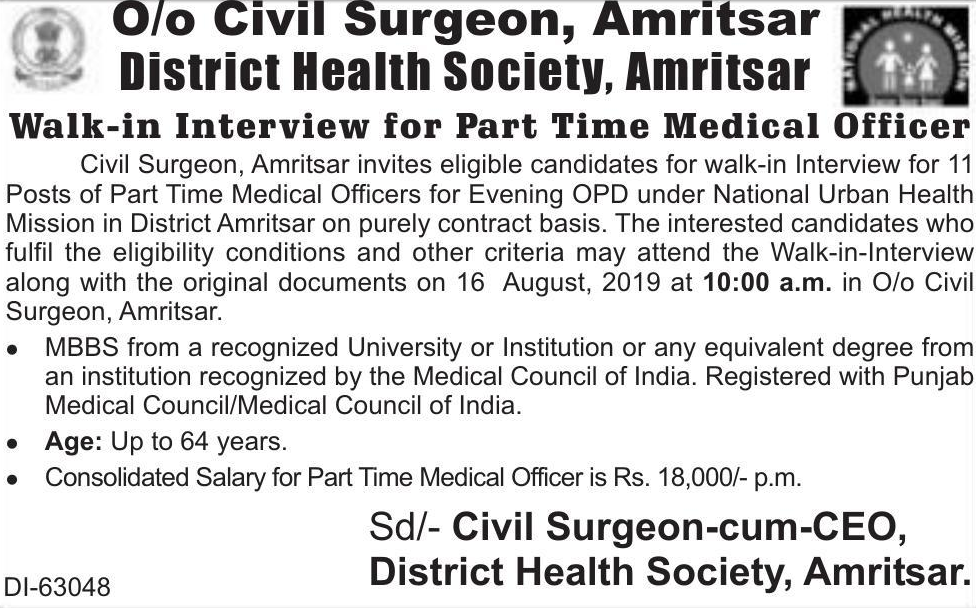 O/o Civil Surgeon, Amritsar
District Health Society, Amritsar
NATIONAL HEALTH MISSION
Walk-in Interview for Part Time Medical Officer
Civil Surgeon, Amritsar invites eligible candidates for walk-in Interview for 11
Posts of Part Time Medical Officers for Evening OPD under National Urban Health
Mission in District Amritsar on purely contract basis. The interested candidates who
fulfil the eligibility conditions and other criteria may attend the Walk-in-Interview
along with the original documents on 16 August, 2019 at 10:00 a.m. in O/o Civil
Surgeon, Amritsar.
● MBBS from a recognized University or Institution or any equivalent degree from
an institution recognized by the Medical Council of India. Registered with Punjab
Medical Council/Medical Council of India.
● Age: Up to 64 years.
● Consolidated Salary for Part Time Medical Officer is Rs. 18,000/- p.m.
Sd/- Civil Surgeon-cum-CEO,
District Health Society, Amritsar.
DI-63048